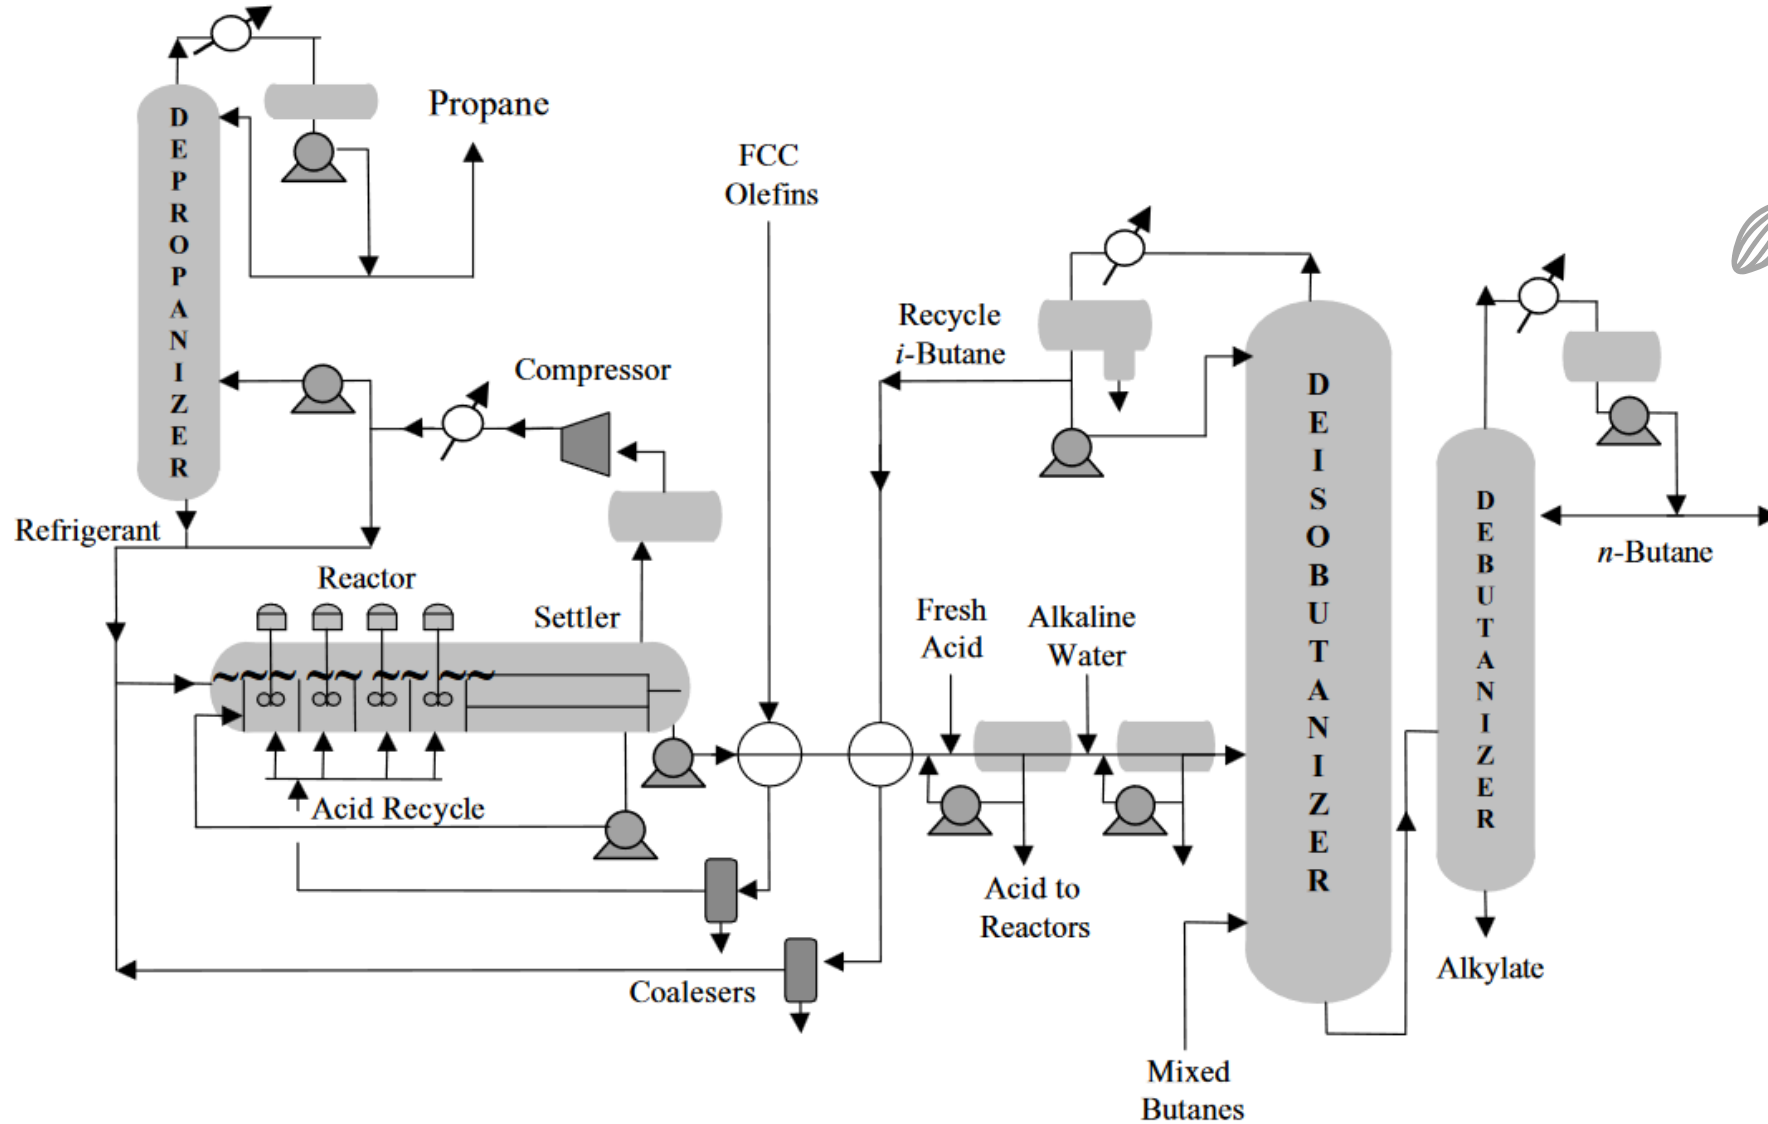 DEPROPANIZER
Propane
FCC
Olefins
Recycle
i-Butane
Compressor
DEISOBUTANIZER
DEBUTANIZER
Refrigerant
n-Butane
Reactor
Settler
Fresh
Acid
Alkaline
Water
Acid Recycle
Acid to
Reactors
Coalesers
Alkylate
Mixed
Butanes